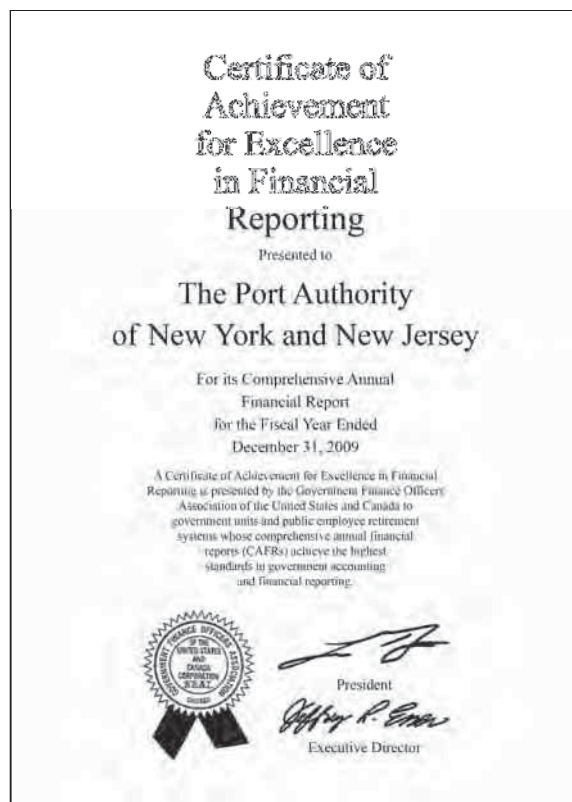 Certificate of
Achievement
for Excellence
in Financial
Reporting
Presented to
The Port Authority
of New York and New Jersey
For its Comprehensive Annual
Financial Report
for the Fiscal Year Ended
December 31, 2009
A Certificate of Achievement for Excellence in Financial
Reporting is presented by the Government Finance Officers
Association of the United States and Canada to
government units and public employee retirement
systems whose comprehensive annual financial
reports (CAFRs) achieve the highest
standards in government accounting
and financial reporting.
GOVERNMENT FINANCE OFFICERS ASSOCIATION
OF THE
UNITED STATES
AND
CANADA
CORPORATION
SEAL
CHICAGO
President
Jeffrey R. Enser
Executive Director